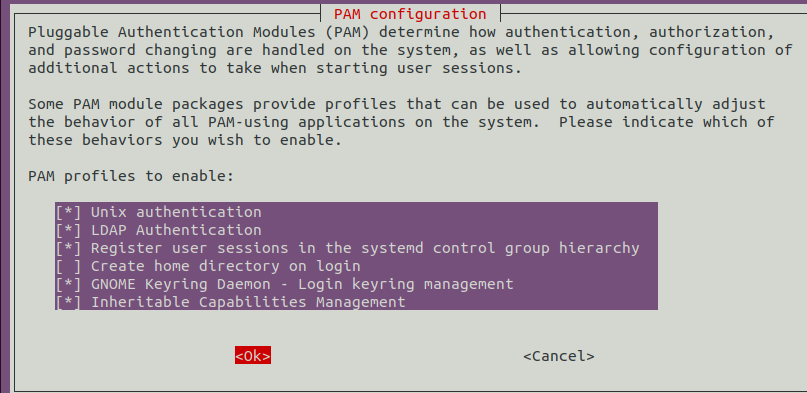 PAM configuration
Pluggable Authentication Modules (PAM) determine how authentication, authorization,
and password changing are handled on the system, as well as allowing configuration of
additional actions to take when starting user sessions.
Some PAM module packages provide profiles that can be used to automatically adjust
the behavior of all PAM-using applications on the system.  Please indicate which of
these behaviors you wish to enable.
PAM profiles to enable:
[*] Unix authentication
[*] LDAP Authentication
[*] Register user sessions in the systemd control group hierarchy
[ ] Create home directory on login
[*] GNOME Keyring Daemon - Login keyring management
[*] Inheritable Capabilities Management
<Ok> <Cancel>